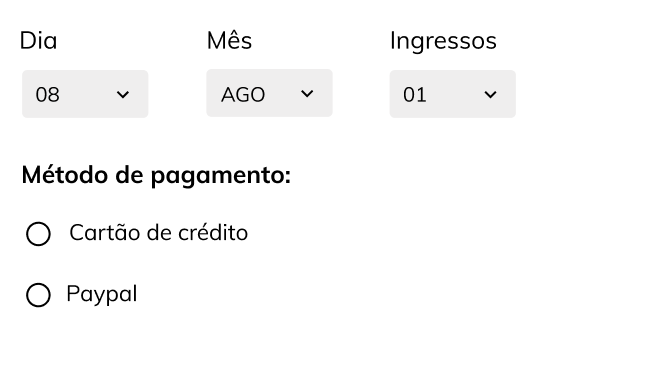 Dia Mês Ingressos
08 AGO 01
Método de pagamento:
Cartão de crédito
Paypal